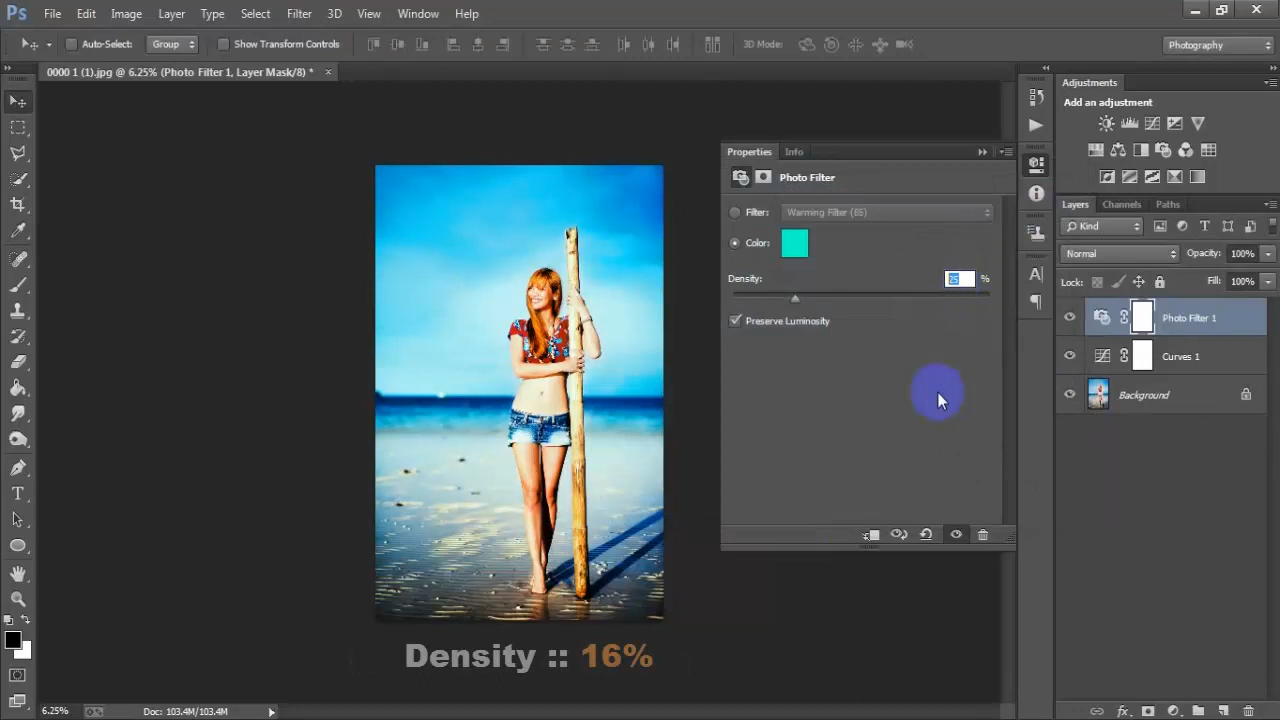 Ps File Edit Image Layer Type Select Filter 3D View Window Help
Auto-Select: Group Show Transform Controls 3D Mode: Photography
0000 1 (1).jpg @ 6.25% (Photo Filter 1, Layer Mask/8) * ×
Adjustments
Add an adjustment
Properties Info
Photo Filter
Filter: Warming Filter (85)
Color:
Density: 25 %
Preserve Luminosity
Layers Channels Paths
Kind T
Normal Opacity: 100%
Lock: Fill: 100%
Photo Filter 1
Curves 1
Background
Density :: 16%
6.25% Doc: 103.4M/103.4M